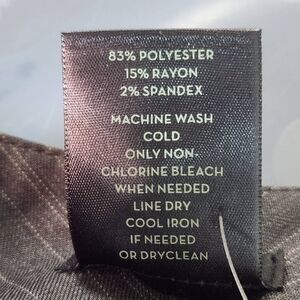 83% POLYESTER
15% RAYON
2% SPANDEX
MACHINE WASH
COLD
ONLY NON-
CHLORINE BLEACH
WHEN NEEDED
LINE DRY
COOL IRON
IF NEEDED
OR DRYCLEAN